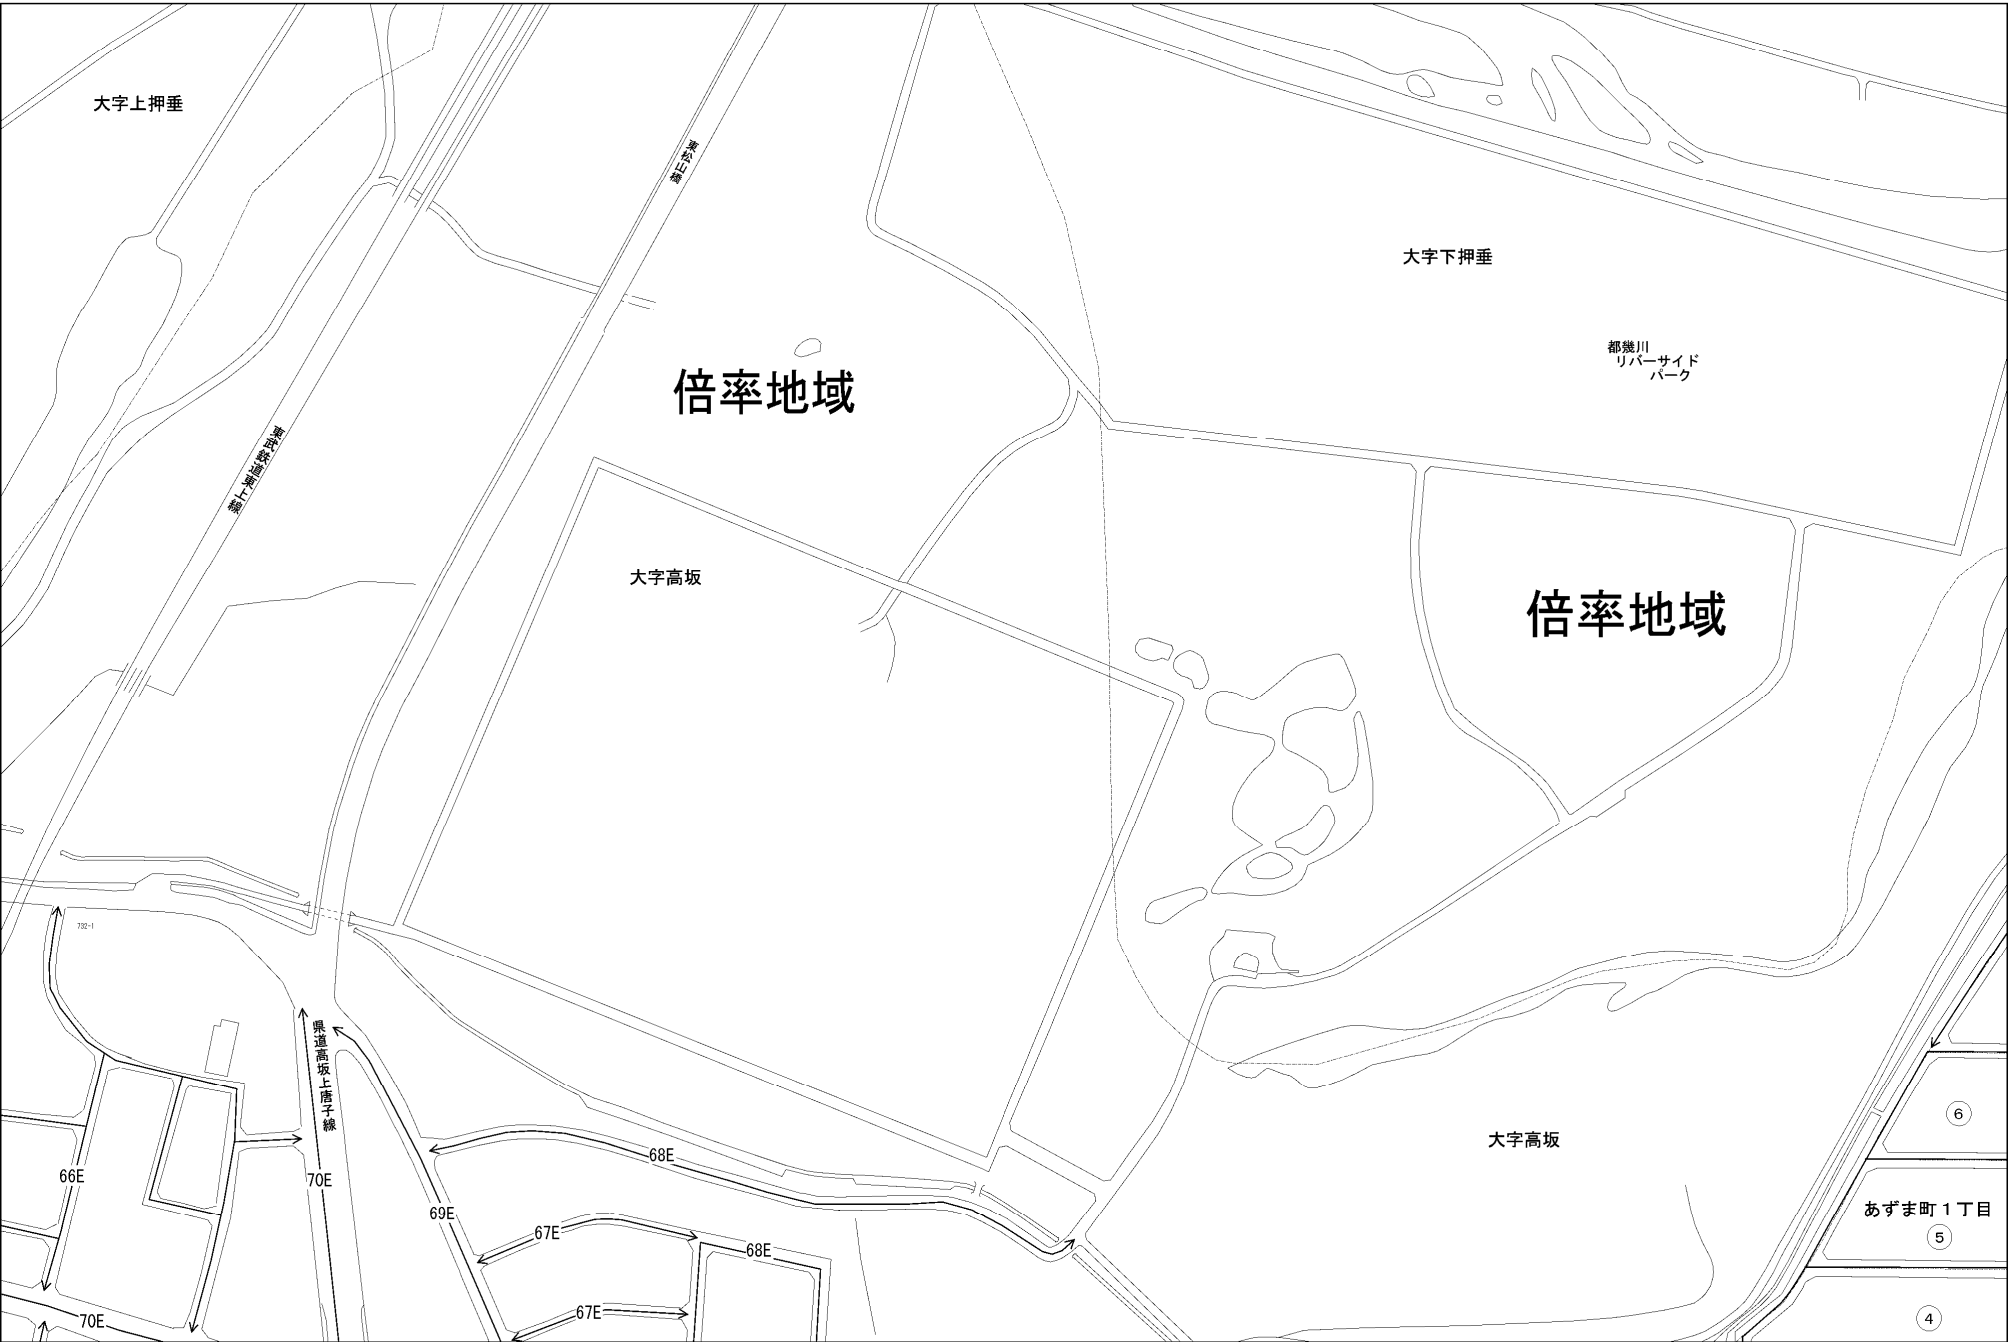 大字上押垂
東松山橋
大字下押垂
都幾川
リバーサイド
パーク
倍率地域
東武鉄道東上線
大字高坂
倍率地域
732-1
県道高坂上唐子線
⑥
大字高坂
68E
66E
70E
あずま町1丁目
69E
67E
⑤
68E
67E
70E
④